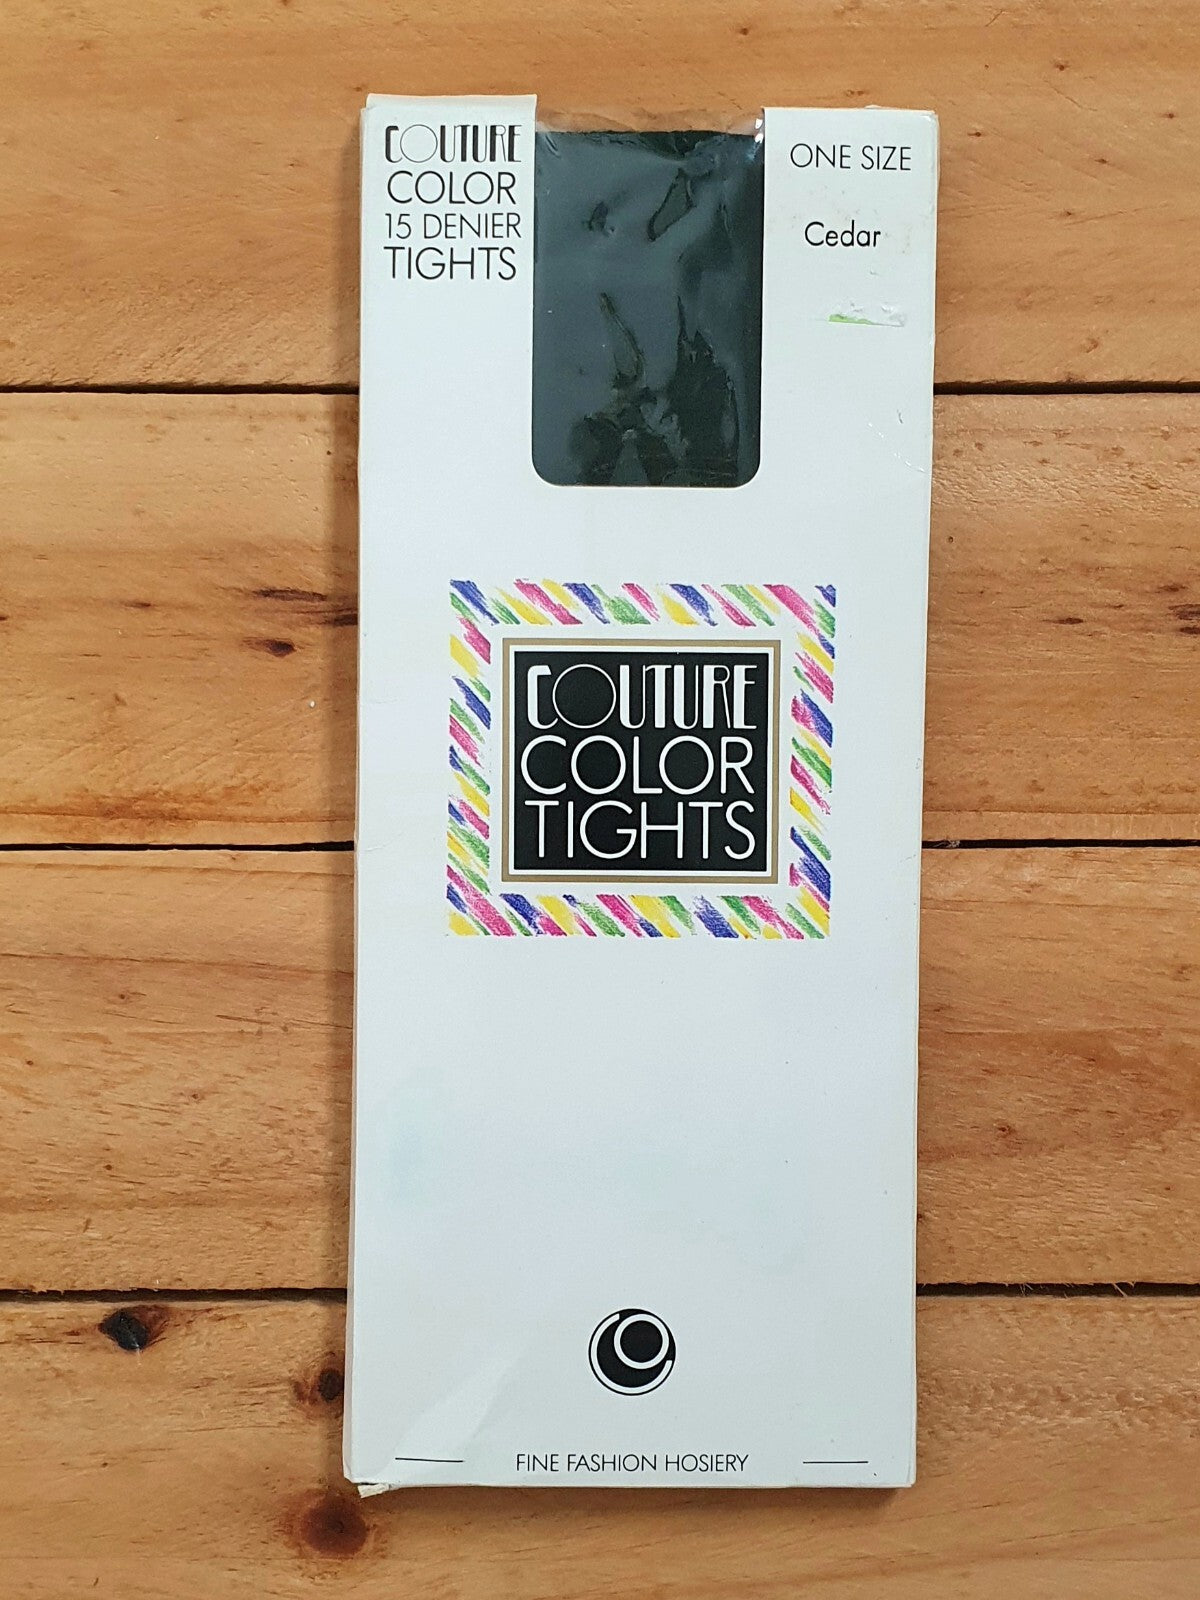 COUTURE
COLOR
15 DENIER
TIGHTS
ONE SIZE
Cedar
COUTURE
COLOR
TIGHTS
FINE FASHION HOSIERY